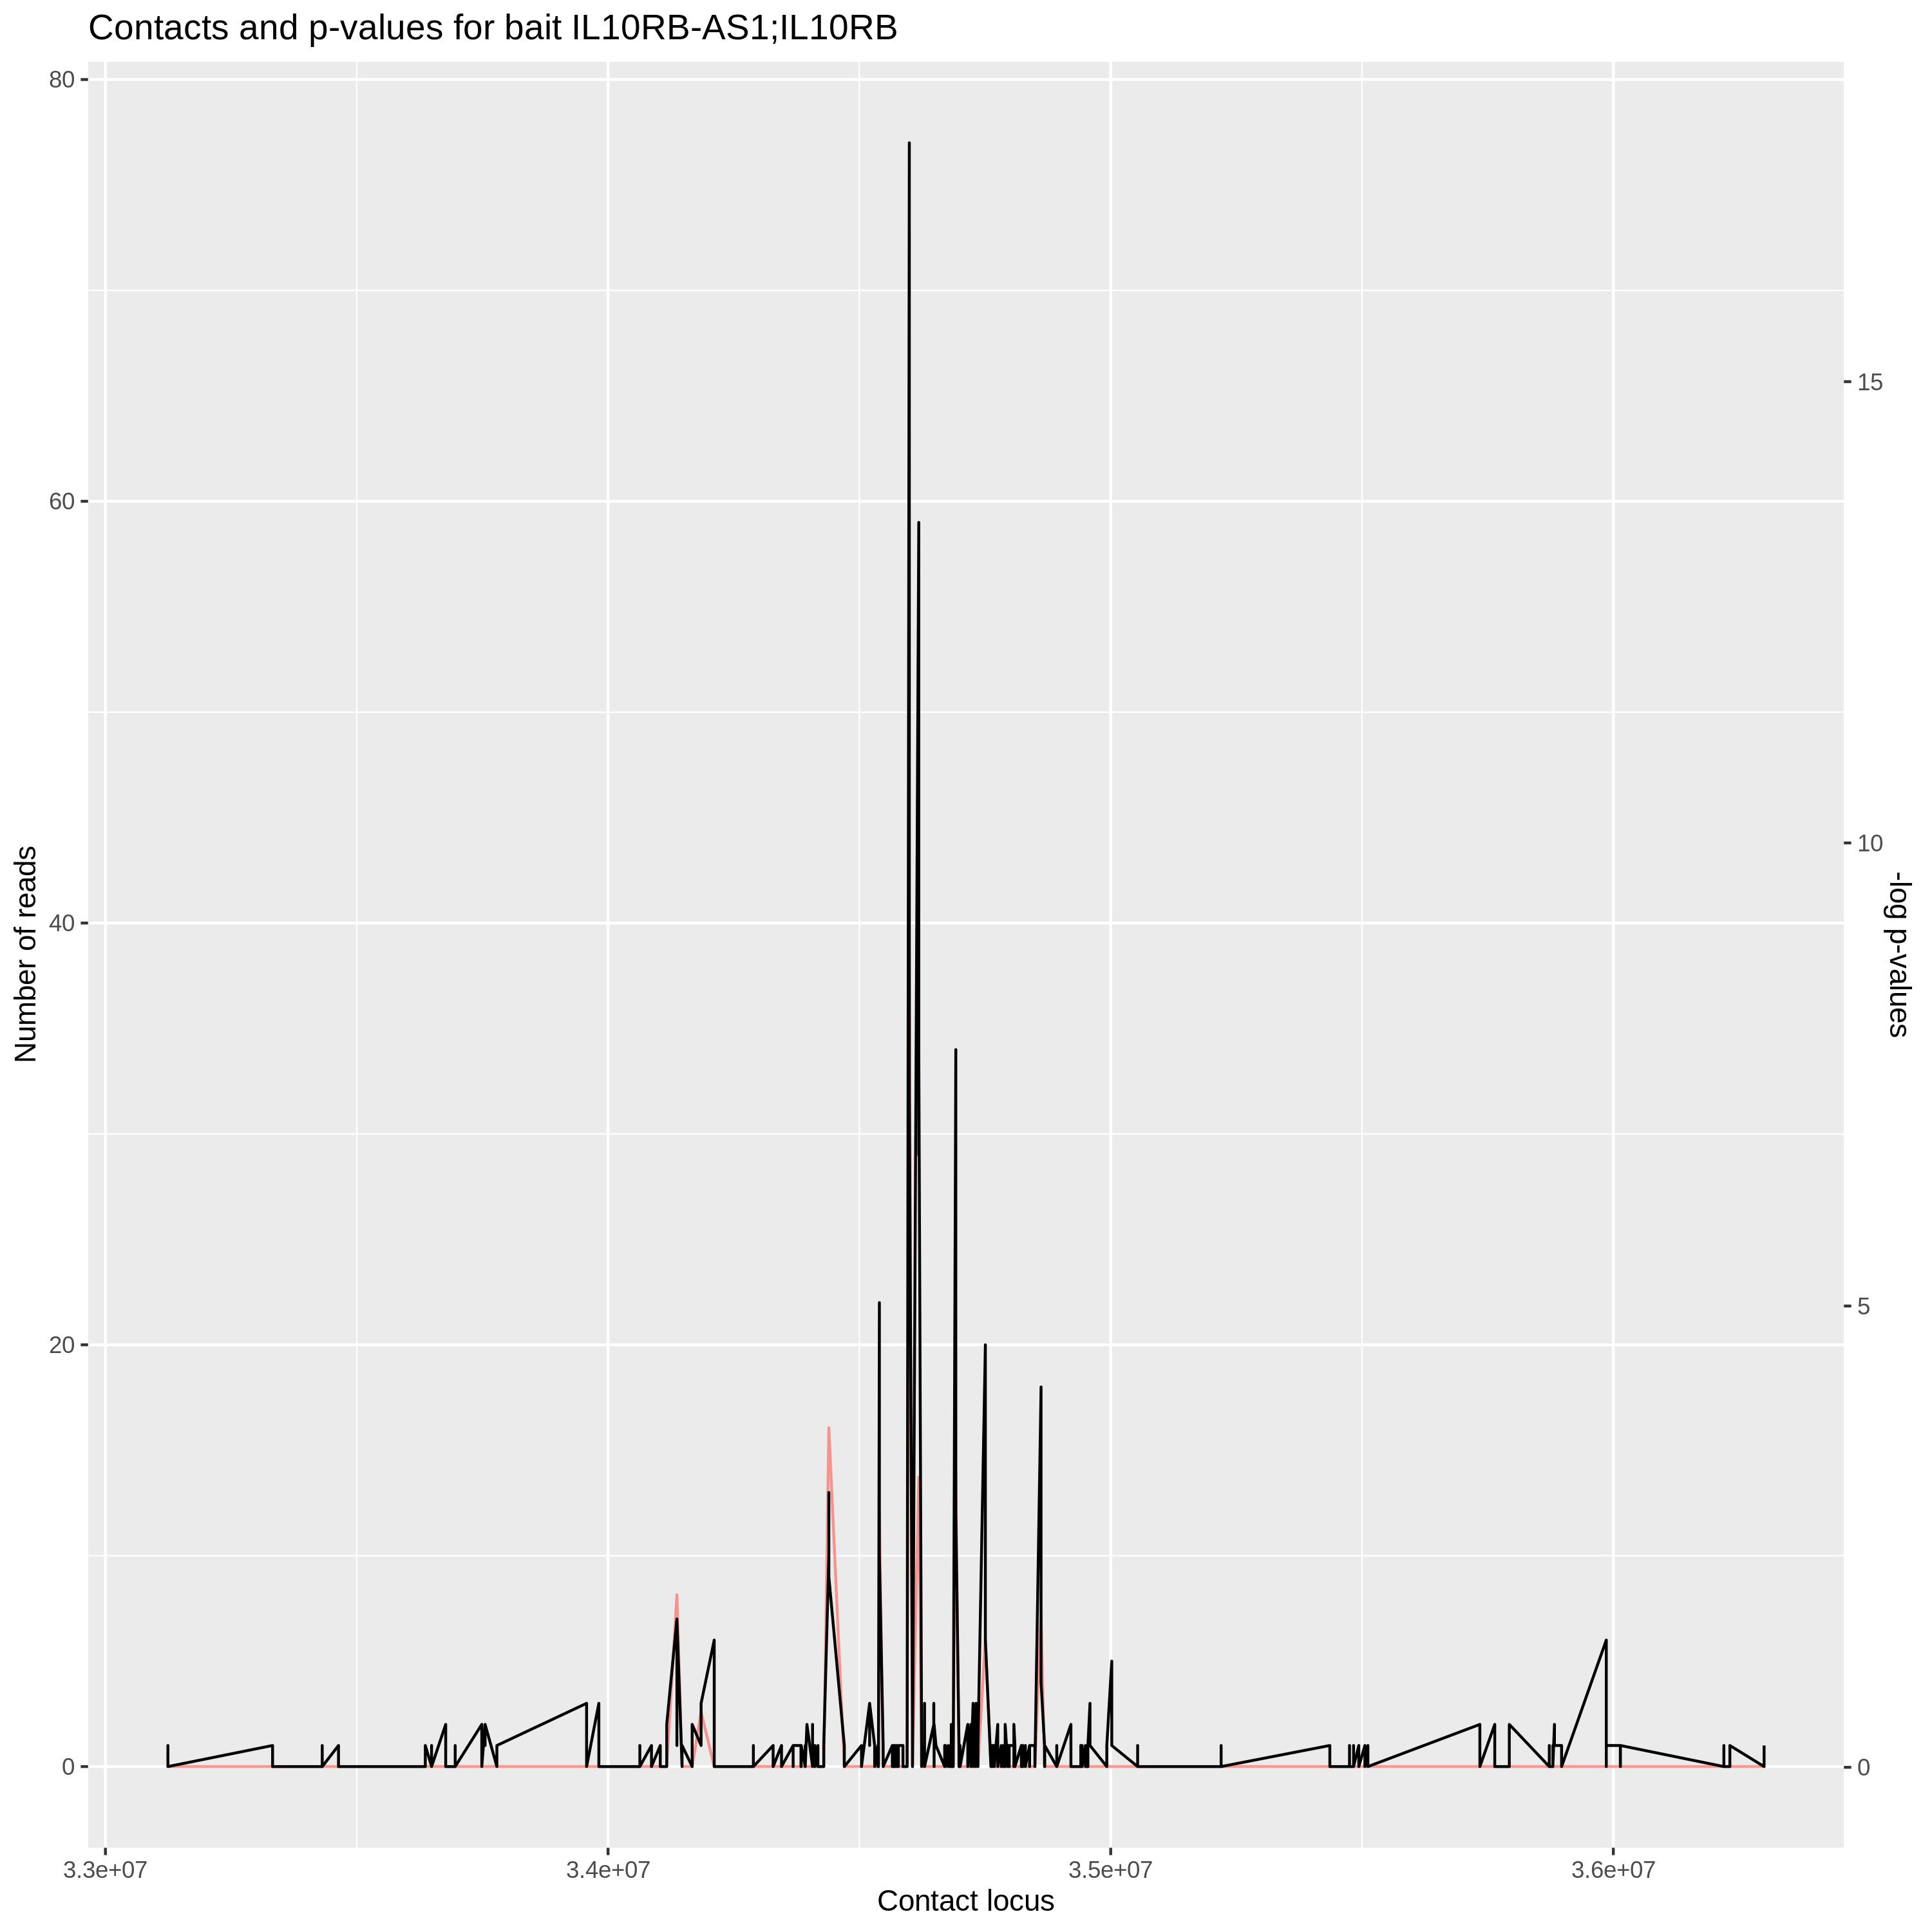 Contacts and p-values for bait IL10RB-AS1;IL10RB
80
60
40
20
0
Number of reads
15
10
5
0
-log p-values
3.3e+07
3.4e+07
3.5e+07
3.6e+07
Contact locus